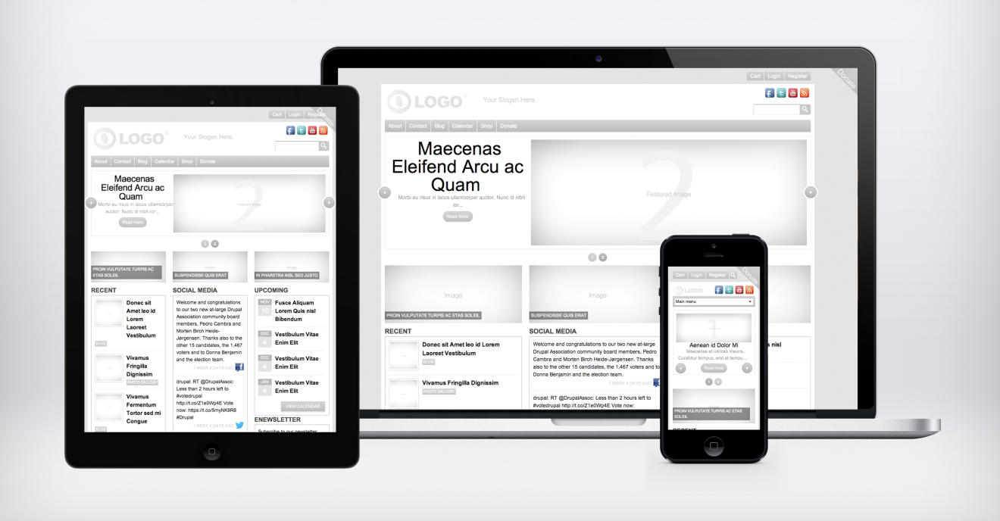 Cart Login Register
Donate
LOGO
Your Slogan Here.
About Contact Blog Calendar Shop Donate
Maecenas
Eleifend Arcu ac
Quam
Morbi eu risus in lacus ullamcorper
auctor. Nunc id nibh lor...
Read more
2
Featured Image
1 2
PROIN VULPUTATE TURPIS AC
ETAS SOLEIL
Image
SUSPENDISSE QUIS ERAT
IN PHARETRA NISL SED JUSTO
RECENT
Donec sit
Amet leo id
Lorem
Laoreet
Vestibulum
BLOG
Vivamus
Fringilla
Dignissim
PHOTO GALLERY
Vivamus
Fermentum
Tortor sed mi
Congue
BLOG
SOCIAL MEDIA
Welcome and congratulations
to our two new at-large Drupal
Association community board
members, Pedro Cambra and
Morten Birch Heide-
Jørgensen. Thanks also to the
other 15 candidates, the 1,467
voters and to Donna Benjamin
and the election team.
1 WEEK 4 DAYS AGO
drupal: RT @DrupalAssoc:
Less than 2 hours left to
#votedrupal
http://t.co/Z1e0Wp4E Vote
now: https://t.co/5myNK9R8
#Drupal
1 WEEK 4 DAYS AGO
UPCOMING
NOV
10
Fusce Aliquam
Lorem Quis nisl
Bibendum
DEC
4
Vestibulum Vitae
Enim Elit
DEC
4
Vestibulum Vitae
Enim Elit
JAN
4
Vestibulum Vitae
Enim Elit
VIEW CALENDAR
ENEWSLETTER
Subscribe to our newsletter
Cart Login Register
Donate
LOGO
Your Slogan Here.
About Contact Blog Calendar Shop Donate
Maecenas
Eleifend Arcu ac
Quam
Morbi eu risus in lacus ullamcorper auctor. Nunc id nibh
lor...
Read more
2
Featured Image
1 2
Image
PROIN VULPUTATE TURPIS AC ETAS SOLEIL
Image
SUSPENDISSE QUIS ERAT
RECENT
Donec sit Amet leo id Lorem
Laoreet Vestibulum
BLOG
Vivamus Fringilla Dignissim
PHOTO GALLERY
SOCIAL MEDIA
Welcome and congratulations to our two new at-large
Drupal Association community board members, Pedro
Cambra and Morten Birch Heide-Jørgensen. Thanks
also to the other 15 candidates, the 1,467 voters and to
Donna Benjamin and the election team.
1 WEEK 4 DAYS AGO
drupal: RT @DrupalAssoc: Less than 2 hours left to
#votedrupal http://t.co/Z1e0Wp4E Vote now:
nisl
Cart Login Register
Donate
LOGO
Main menu
1
Aenean id Dolor Mi
Maecenas et ultrices mauris.
Curabitur tempus, erat at tempu...
Read more
1 2
PROIN VULPUTATE TURPIS AC ETAS
SOLEIL
RECENT